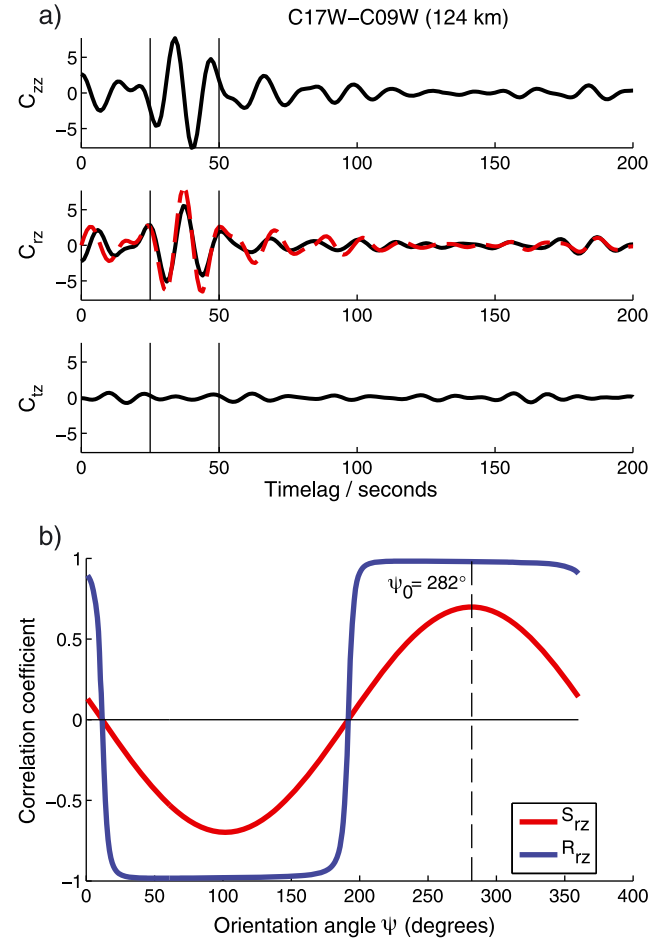 a) C17W−C09W (124 km)
C_zz
5
0
−5
0 50 100 150 200
C_rz
5
0
−5
0 50 100 150 200
C_tz
5
0
−5
0 50 100 150 200
Timelag / seconds
b)
Correlation coefficient
1
0.5
0
−0.5
−1
ψ_0 = 282°
S_rz
R_rz
0 50 100 150 200 250 300 350 400
Orientation angle ψ (degrees)